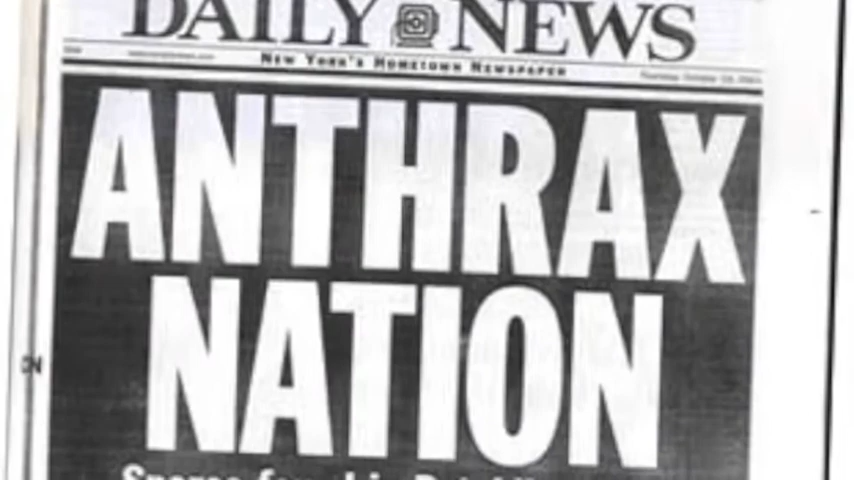 DAILY NEWS
NEW YORK'S HOMETOWN NEWSPAPER
ANTHRAX
NATION